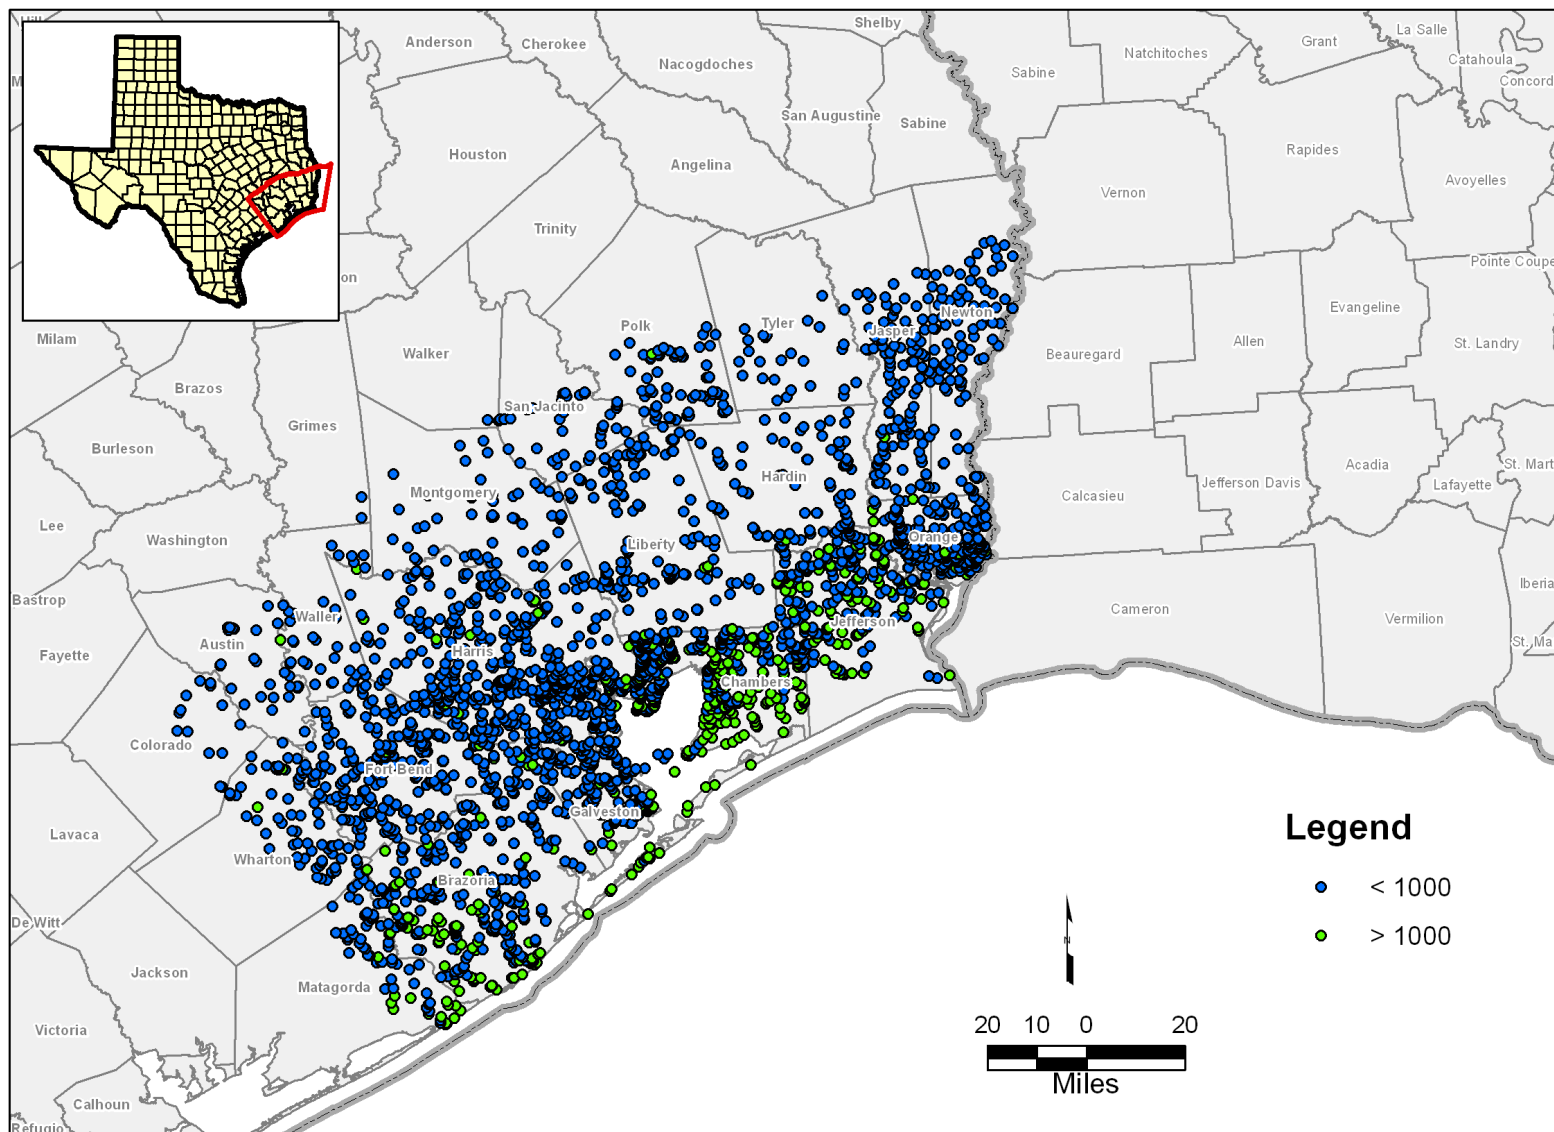 Shelby
La Salle
Anderson
Cherokee
Grant
Natchitoches
Catahoula
Nacogdoches
Sabine
Concord
San Augustine
Sabine
Rapides
Houston
Angelina
Avoyelles
Vernon
Trinity
Pointe Coupe
on
Evangeline
Newton
Polk
Tyler
Jasper
Milam
Allen
St. Landry
Walker
Beauregard
Brazos
San Jacinto
Grimes
Burleson
Acadia
St. Mart
Hardin
Jefferson Davis
Lafayette
Montgomery
Calcasieu
Lee
Washington
Orange
Liberty
Iberia
Bastrop
Cameron
Waller
Vermilion
Jefferson
Austin
St. Ma
Fayette
Harris
Chambers
Colorado
Fort Bend
Galveston
Legend
Lavaca
Wharton
Brazoria
< 1000
De Witt
> 1000
N
Jackson
Matagorda
20 10 0 20
Victoria
Miles
Calhoun
Refugio